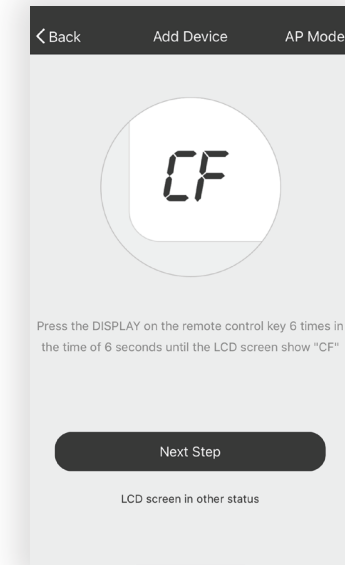 Back Add Device AP Mode
CF
Press the DISPLAY on the remote control key 6 times in
the time of 6 seconds until the LCD screen show "CF"
Next Step
LCD screen in other status